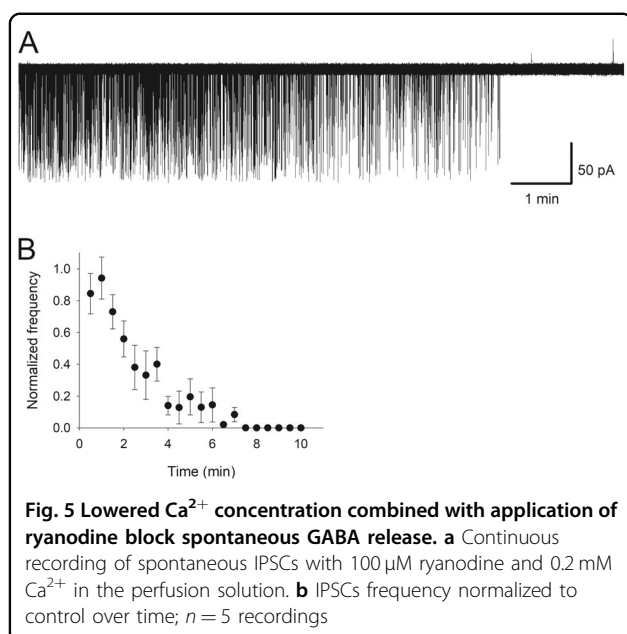 A
50 pA
1 min
B
1.0
0.8
0.6
0.4
0.2
0.0
Normalized frequency
0 2 4 6 8 10
Time (min)
Fig. 5 Lowered Ca²⁺ concentration combined with application of
ryanodine block spontaneous GABA release. a Continuous
recording of spontaneous IPSCs with 100 µM ryanodine and 0.2 mM
Ca²⁺ in the perfusion solution. b IPSCs frequency normalized to
control over time; n = 5 recordings